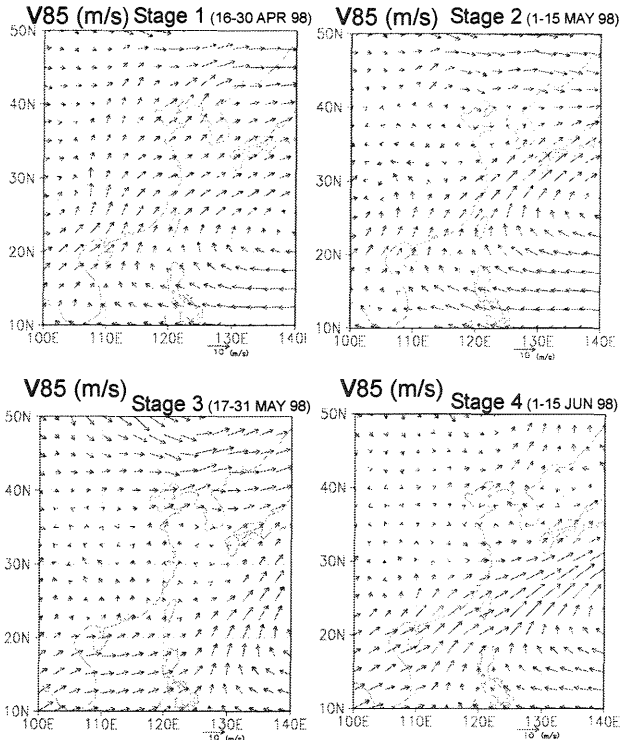 V85 (m/s) Stage 1 (16-30 APR 98)
50N
40N
30N
20N
10N
100E 110E 120E 130E 140E
10 (m/s)
V85 (m/s) Stage 2 (1-15 MAY 98)
50N
40N
30N
20N
10N
100E 110E 120E 130E 140E
10 (m/s)
V85 (m/s) Stage 3 (17-31 MAY 98)
50N
40N
30N
20N
10N
100E 110E 120E 130E 140E
10 (m/s)
V85 (m/s) Stage 4 (1-15 JUN 98)
50N
40N
30N
20N
10N
100E 110E 120E 130E 140E
10 (m/s)